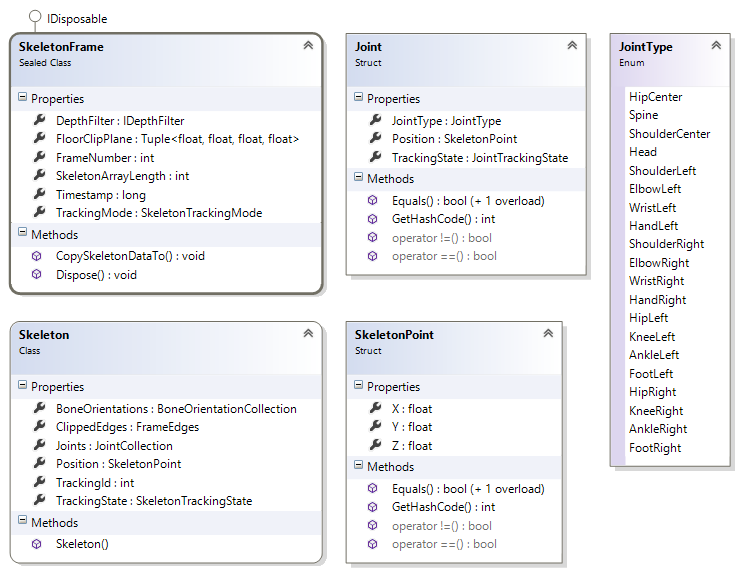 IDisposable
SkeletonFrame
Sealed Class
Properties
DepthFilter : IDepthFilter
FloorClipPlane : Tuple<float, float, float, float>
FrameNumber : int
SkeletonArrayLength : int
Timestamp : long
TrackingMode : SkeletonTrackingMode
Methods
CopySkeletonDataTo() : void
Dispose() : void
Joint
Struct
Properties
JointType : JointType
Position : SkeletonPoint
TrackingState : JointTrackingState
Methods
Equals() : bool (+ 1 overload)
GetHashCode() : int
operator !=() : bool
operator ==() : bool
JointType
Enum
HipCenter
Spine
ShoulderCenter
Head
ShoulderLeft
ElbowLeft
WristLeft
HandLeft
ShoulderRight
ElbowRight
WristRight
HandRight
HipLeft
KneeLeft
AnkleLeft
FootLeft
HipRight
KneeRight
AnkleRight
FootRight
Skeleton
Class
Properties
BoneOrientations : BoneOrientationCollection
ClippedEdges : FrameEdges
Joints : JointCollection
Position : SkeletonPoint
TrackingId : int
TrackingState : SkeletonTrackingState
Methods
Skeleton()
SkeletonPoint
Struct
Properties
X : float
Y : float
Z : float
Methods
Equals() : bool (+ 1 overload)
GetHashCode() : int
operator !=() : bool
operator ==() : bool